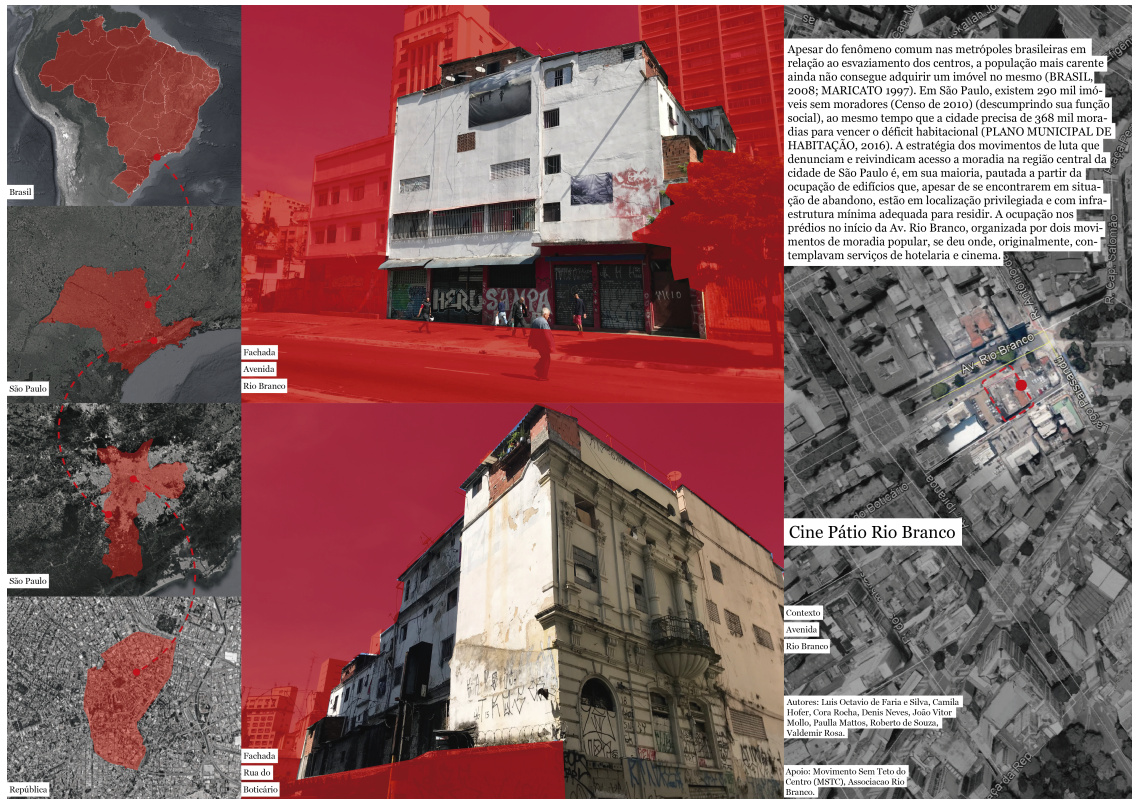 Brasil
São Paulo
São Paulo
República
HERU SAMPA
Fachada
Avenida
Rio Branco
Fachada
Rua do
Boticário
Apesar do fenômeno comum nas metrópoles brasileiras em
relação ao esvaziamento dos centros, a população mais carente
ainda não consegue adquirir um imóvel no mesmo (BRASIL,
2008; MARICATO 1997). Em São Paulo, existem 290 mil imó-
veis sem moradores (Censo de 2010) (descumprindo sua função
social), ao mesmo tempo que a cidade precisa de 368 mil mora-
dias para vencer o déficit habitacional (PLANO MUNICIPAL DE
HABITAÇÃO, 2016). A estratégia dos movimentos de luta que
denunciam e reivindicam acesso a moradia na região central da
cidade de São Paulo é, em sua maioria, pautada a partir da
ocupação de edifícios que, apesar de se encontrarem em situa-
ção de abandono, estão em localização privilegiada e com infra-
estrutura mínima adequada para residir. A ocupação nos
prédios no início da Av. Rio Branco, organizada por dois movi-
mentos de moradia popular, se deu onde, originalmente, con-
templavam serviços de hotelaria e cinema.
R. Cap. Salomão
Av. Rio Branco
Cine Pátio Rio Branco
Contexto
Avenida
Rio Branco
Autores: Luis Octavio de Faria e Silva, Camila
Hofer, Cora Rocha, Denis Neves, João Vitor
Mollo, Paulla Mattos, Roberto de Souza,
Valdemir Rosa.
Apoio: Movimento Sem Teto do
Centro (MSTC), Associacao Rio
Branco.